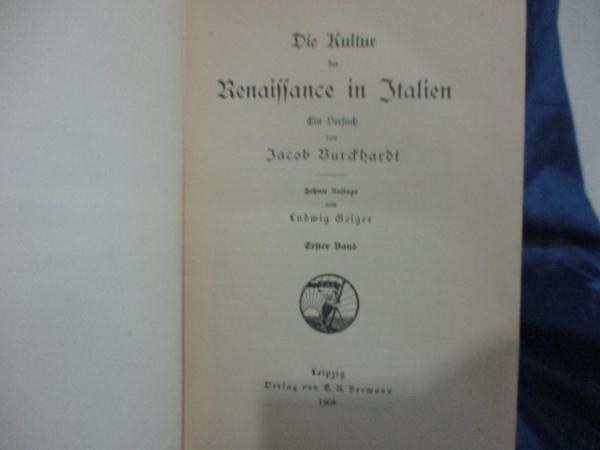 Die Kultur
der
Renaissance in Italien
Ein Versuch
von
Jacob Burckhardt
Zehnte Auflage
von
Ludwig Geiger
Erster Band
Leipzig
Verlag von E. A. Seemann
1908